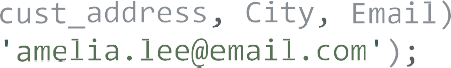 cust_address, City, Email)
'amelia.lee@email.com');